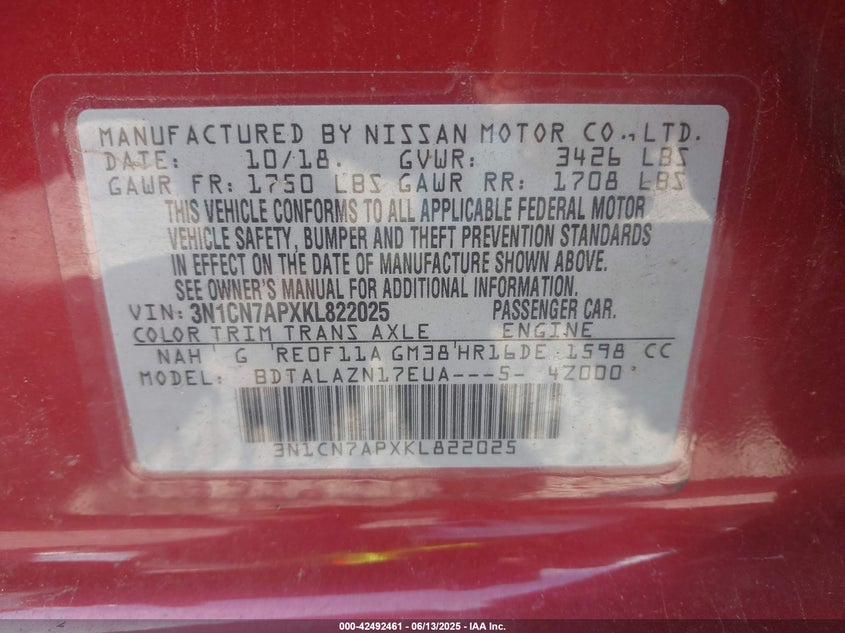 MANUFACTURED BY NISSAN MOTOR CO., LTD.
DATE: 10/18. GVWR: 3426 LBS
GAWR FR: 1750 LBS GAWR RR: 1708 LBS
THIS VEHICLE CONFORMS TO ALL APPLICABLE FEDERAL MOTOR
VEHICLE SAFETY, BUMPER AND THEFT PREVENTION STANDARDS
IN EFFECT ON THE DATE OF MANUFACTURE SHOWN ABOVE.
SEE OWNER'S MANUAL FOR ADDITIONAL INFORMATION.
VIN: 3N1CN7APXKL822025 PASSENGER CAR.
COLOR TRIM TRANS AXLE ENGINE
NAH G RE0F11A GM38 HR16DE 1598 CC
MODEL: BDTALAZN17EUA---5- 4Z000
3N1CN7APXKL822025
000-42492461 - 06/13/2025 - IAA Inc.